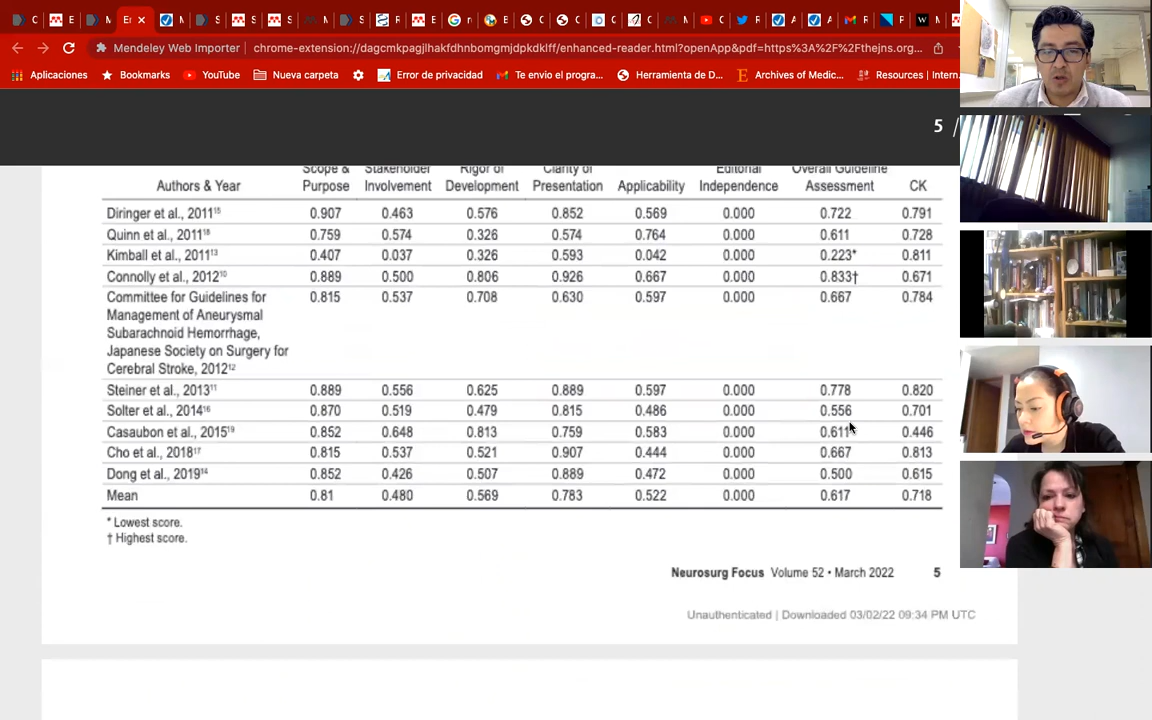 Mendeley Web Importer chrome-extension://dagcmkpagjlhakfdhnbomgmjdpkdklff/enhanced-reader.html?openApp&pdf=https%3A%2F%2Fthejns.org...
Aplicaciones Bookmarks YouTube Nueva carpeta Error de privacidad Te envio el progra... Herramienta de D... Archives of Medic... Resources | Intern...
5 /
Scope & Stakeholder Rigor of Clarity of Editorial Overall Guideline
Authors & Year Purpose Involvement Development Presentation Applicability Independence Assessment CK
Diringer et al., 2011¹⁵ 0.907 0.463 0.576 0.852 0.569 0.000 0.722 0.791
Quinn et al., 2011¹⁸ 0.759 0.574 0.326 0.574 0.764 0.000 0.611 0.728
Kimball et al., 2011¹³ 0.407 0.037 0.326 0.593 0.042 0.000 0.223* 0.811
Connolly et al., 2012¹⁰ 0.889 0.500 0.806 0.926 0.667 0.000 0.833† 0.671
Committee for Guidelines for 0.815 0.537 0.708 0.630 0.597 0.000 0.667 0.784
Management of Aneurysmal
Subarachnoid Hemorrhage,
Japanese Society on Surgery for
Cerebral Stroke, 2012¹²
Steiner et al., 2013¹¹ 0.889 0.556 0.625 0.889 0.597 0.000 0.778 0.820
Solter et al., 2014¹⁶ 0.870 0.519 0.479 0.815 0.486 0.000 0.556 0.701
Casaubon et al., 2015¹⁹ 0.852 0.648 0.813 0.759 0.583 0.000 0.611 0.446
Cho et al., 2018¹⁷ 0.815 0.537 0.521 0.907 0.444 0.000 0.667 0.813
Dong et al., 2019¹⁴ 0.852 0.426 0.507 0.889 0.472 0.000 0.500 0.615
Mean 0.81 0.480 0.569 0.783 0.522 0.000 0.617 0.718
* Lowest score.
† Highest score.
Neurosurg Focus Volume 52 • March 2022 5
Unauthenticated | Downloaded 03/02/22 09:34 PM UTC